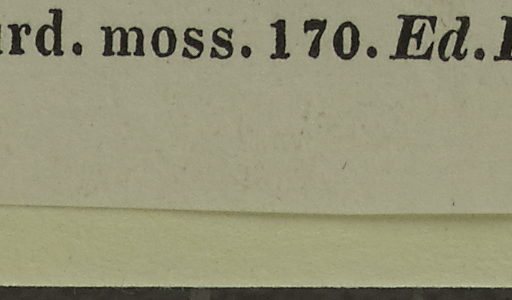 rd. moss. 170. Ed.